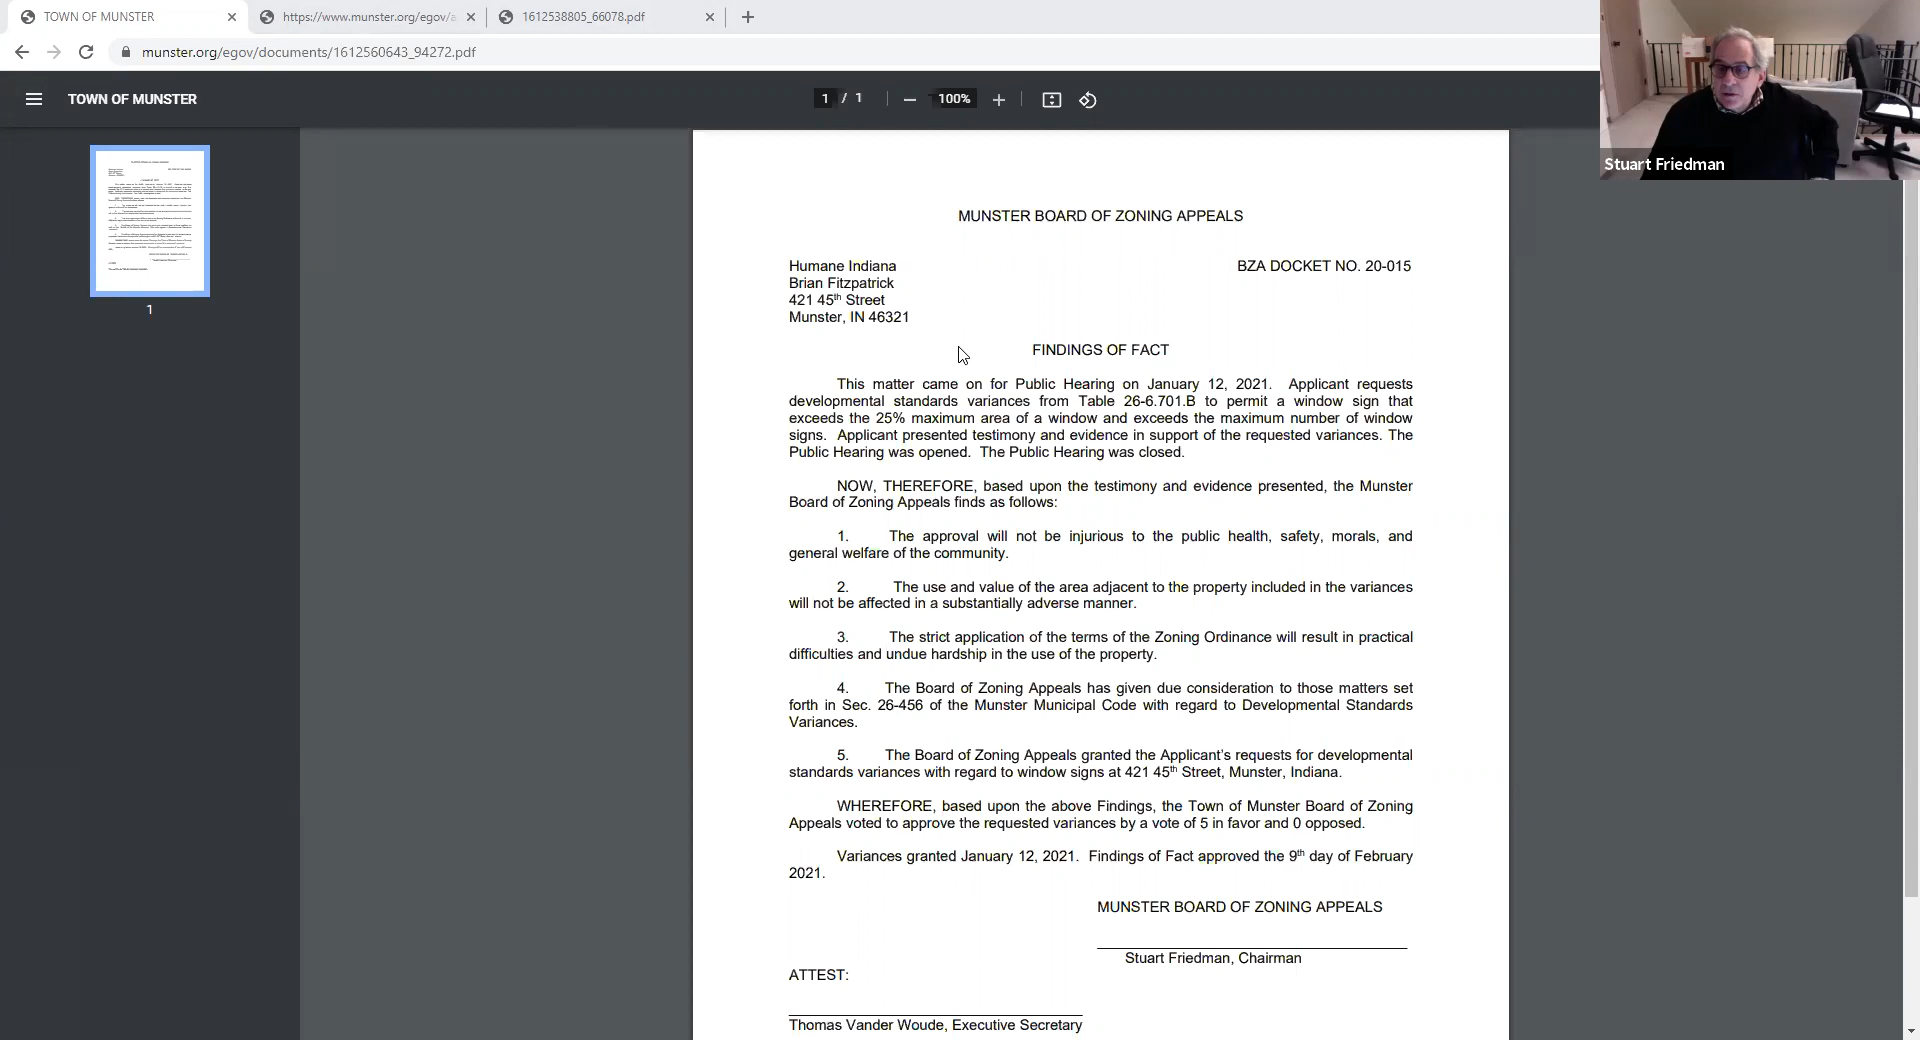 TOWN OF MUNSTER
https://www.munster.org/egov/a
1612538805_66078.pdf
munster.org/egov/documents/1612560643_94272.pdf
TOWN OF MUNSTER
1 / 1
100%
Stuart Friedman
1
MUNSTER BOARD OF ZONING APPEALS
Humane Indiana BZA DOCKET NO. 20-015
Brian Fitzpatrick
421 45th Street
Munster, IN 46321
FINDINGS OF FACT
This matter came on for Public Hearing on January 12, 2021. Applicant requests
developmental standards variances from Table 26-6.701.B to permit a window sign that
exceeds the 25% maximum area of a window and exceeds the maximum number of window
signs. Applicant presented testimony and evidence in support of the requested variances. The
Public Hearing was opened. The Public Hearing was closed.
NOW, THEREFORE, based upon the testimony and evidence presented, the Munster
Board of Zoning Appeals finds as follows:
1. The approval will not be injurious to the public health, safety, morals, and
general welfare of the community.
2. The use and value of the area adjacent to the property included in the variances
will not be affected in a substantially adverse manner.
3. The strict application of the terms of the Zoning Ordinance will result in practical
difficulties and undue hardship in the use of the property.
4. The Board of Zoning Appeals has given due consideration to those matters set
forth in Sec. 26-456 of the Munster Municipal Code with regard to Developmental Standards
Variances.
5. The Board of Zoning Appeals granted the Applicant's requests for developmental
standards variances with regard to window signs at 421 45th Street, Munster, Indiana.
WHEREFORE, based upon the above Findings, the Town of Munster Board of Zoning
Appeals voted to approve the requested variances by a vote of 5 in favor and 0 opposed.
Variances granted January 12, 2021. Findings of Fact approved the 9th day of February
2021.
MUNSTER BOARD OF ZONING APPEALS
Stuart Friedman, Chairman
ATTEST:
Thomas Vander Woude, Executive Secretary